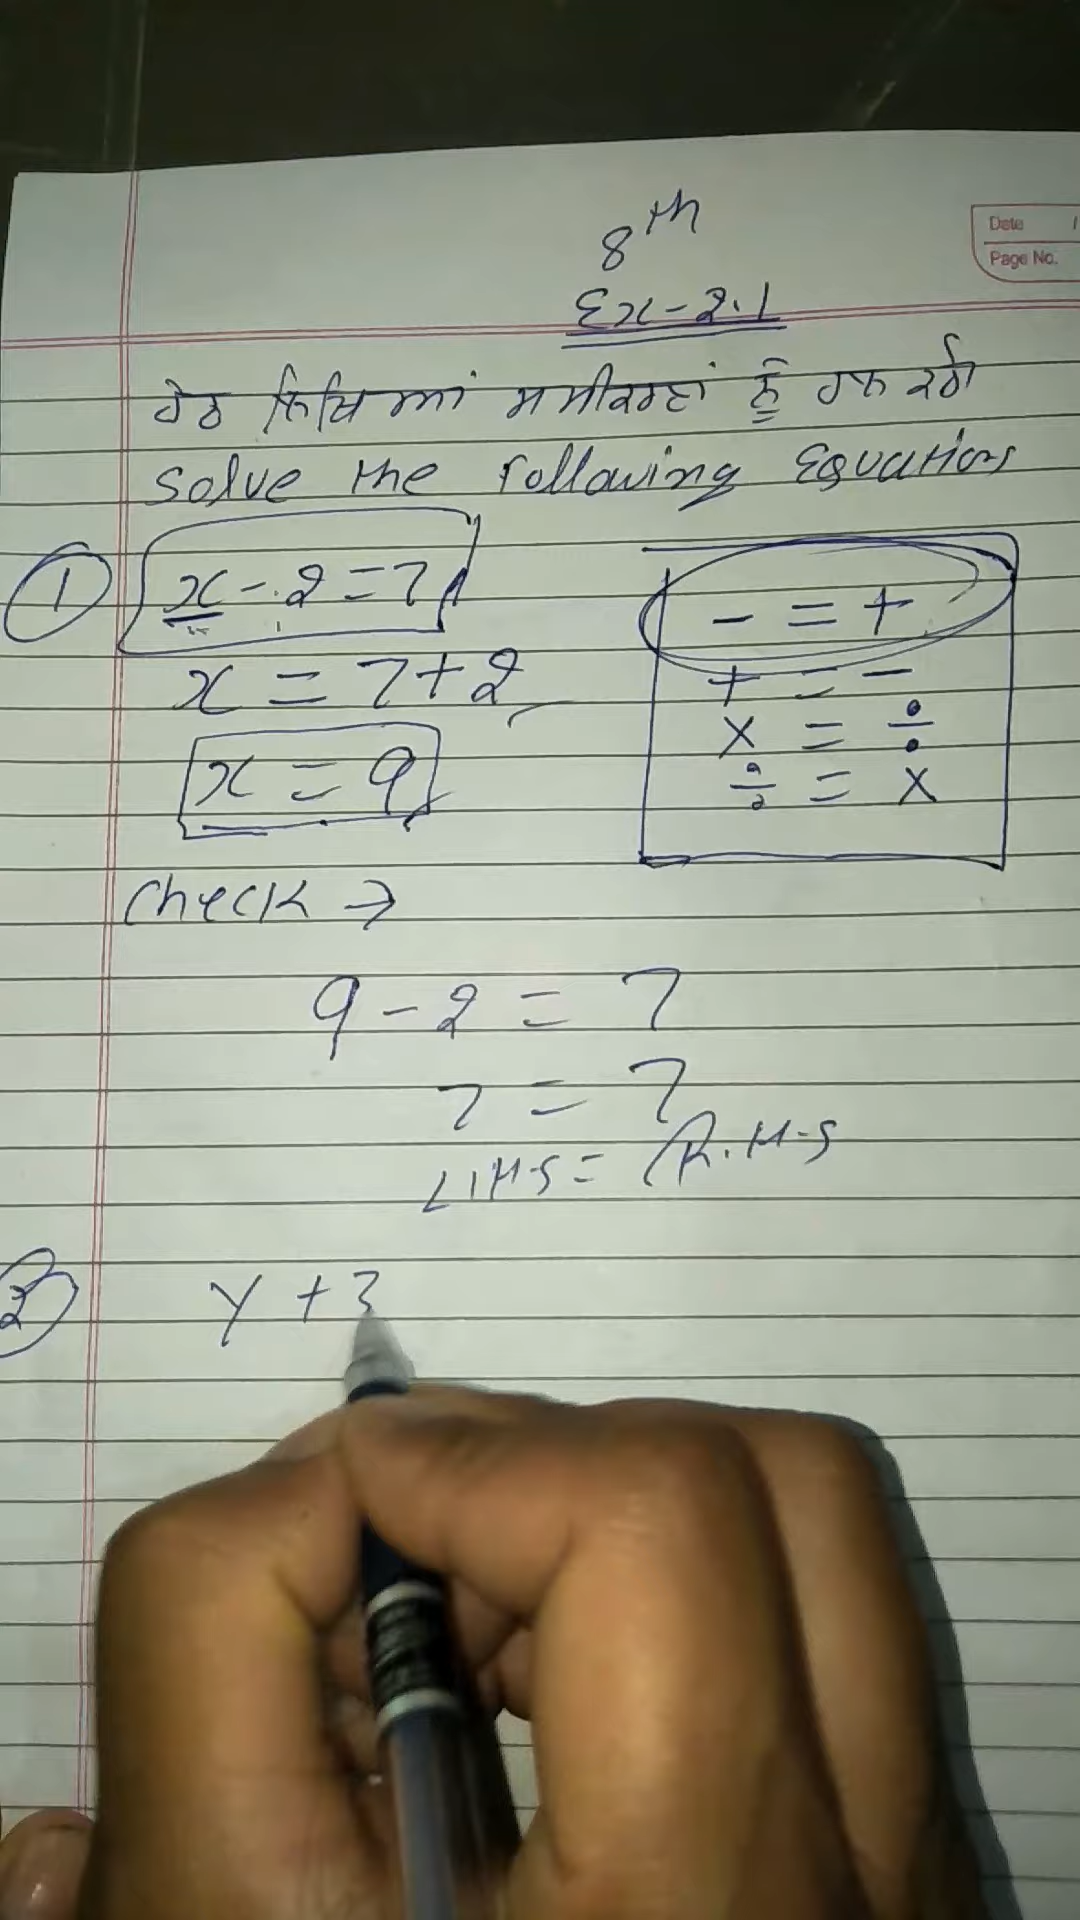 8th
Date /
Page No.
Ex-2.1
ਹੇਠ ਲਿਖਿਆਂ ਸਮੀਕਰਣਾਂ ਨੂੰ ਹਲ ਕਰੋ
Solve the following Equations
① x - 2 = 7
- = +
x = 7 + 2
+ = -
× = ÷
x = 9
÷ = ×
Check →
9 - 2 = 7
7 = 7
L.H.S = R.H.S
② y + 3